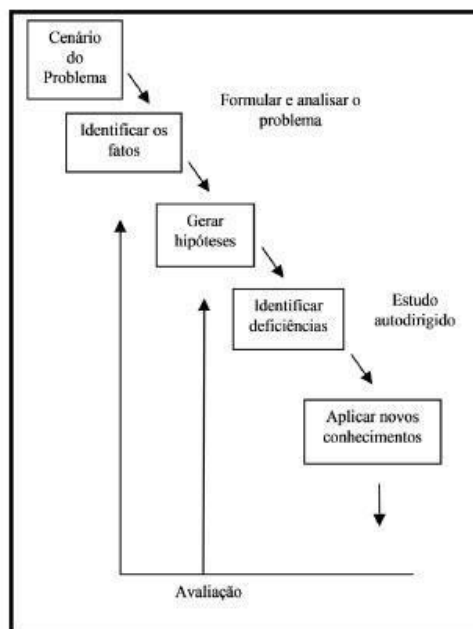 Cenário
do
Problema
Formular e analisar o
problema
Identificar os
fatos
Gerar
hipóteses
Identificar
deficiências
Estudo
autodirigido
Aplicar novos
conhecimentos
Avaliação